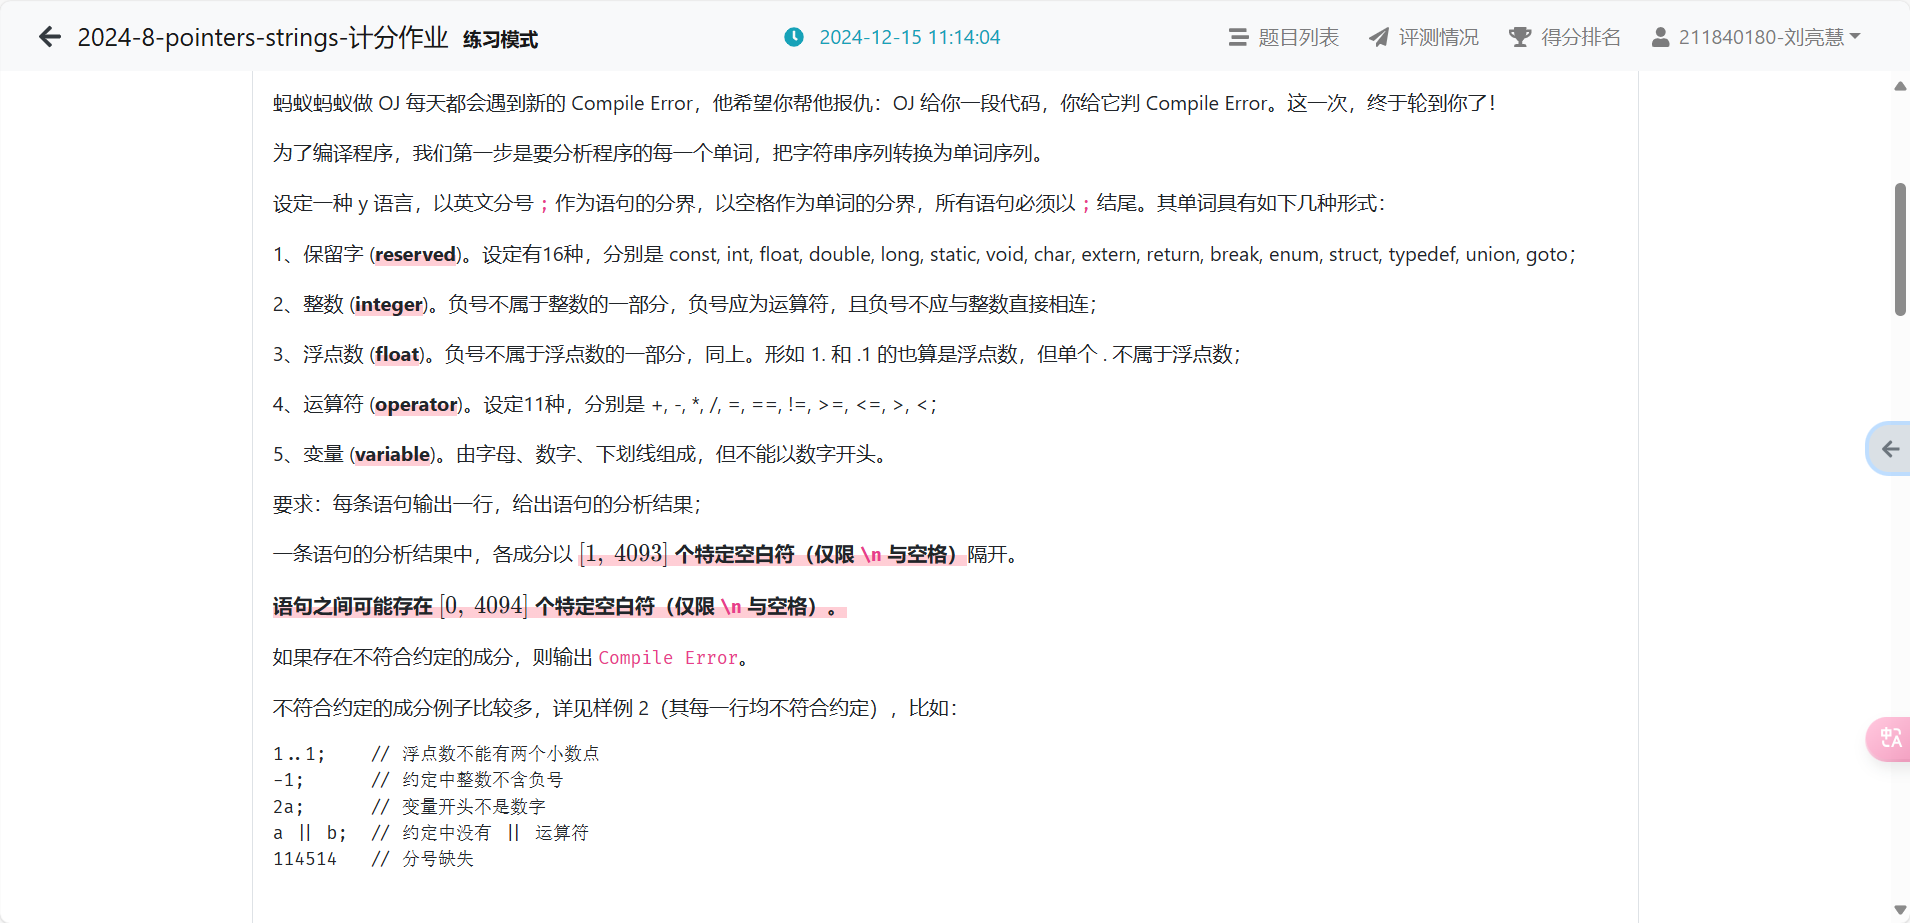 2024-8-pointers-strings-计分作业 练习模式 2024-12-15 11:14:04 题目列表 评测情况 得分排名 211840180-刘亮慧
蚂蚁蚂蚁做 OJ 每天都会遇到新的 Compile Error，他希望你帮他报仇：OJ 给你一段代码，你给它判 Compile Error。这一次，终于轮到你了！
为了编译程序，我们第一步是要分析程序的每一个单词，把字符串序列转换为单词序列。
设定一种 y 语言，以英文分号 ; 作为语句的分界，以空格作为单词的分界，所有语句必须以 ; 结尾。其单词具有如下几种形式：
1、保留字 (reserved)。设定有16种，分别是 const, int, float, double, long, static, void, char, extern, return, break, enum, struct, typedef, union, goto；
2、整数 (integer)。负号不属于整数的一部分，负号应为运算符，且负号不应与整数直接相连；
3、浮点数 (float)。负号不属于浮点数的一部分，同上。形如 1. 和 .1 的也算是浮点数，但单个 . 不属于浮点数；
4、运算符 (operator)。设定11种，分别是 +, -, *, /, =, ==, !=, >=, <=, >, <；
5、变量 (variable)。由字母、数字、下划线组成，但不能以数字开头。
要求：每条语句输出一行，给出语句的分析结果；
一条语句的分析结果中，各成分以 [1, 4093] 个特定空白符（仅限 \n 与空格）隔开。
语句之间可能存在 [0, 4094] 个特定空白符（仅限 \n 与空格）。
如果存在不符合约定的成分，则输出 Compile Error。
不符合约定的成分例子比较多，详见样例 2（其每一行均不符合约定），比如：
1..1; // 浮点数不能有两个小数点
-1; // 约定中整数不含负号
2a; // 变量开头不是数字
a || b; // 约定中没有 || 运算符
114514 // 分号缺失